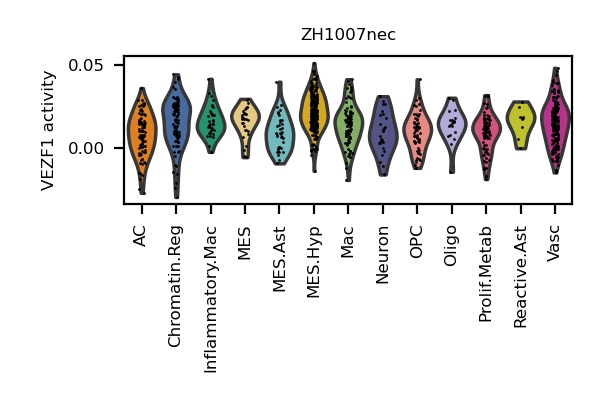 ZH1007nec
VEZF1 activity
0.05
0.00
AC
Chromatin.Reg
Inflammatory.Mac
MES
MES.Ast
MES.Hyp
Mac
Neuron
OPC
Oligo
Prolif.Metab
Reactive.Ast
Vasc